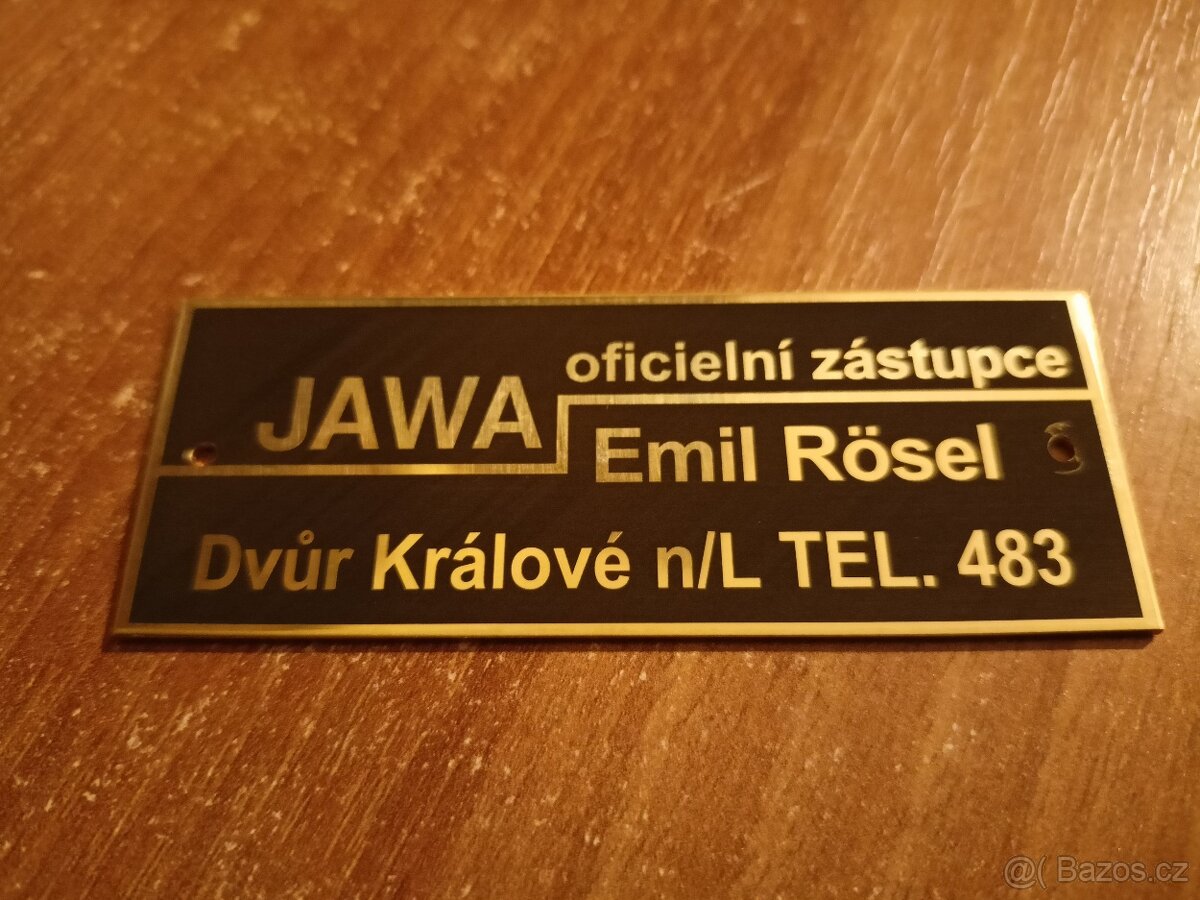 JAWA oficielní zástupce
Emil Rösel
Dvůr Králové n/L TEL. 483
@( Bazos.cz